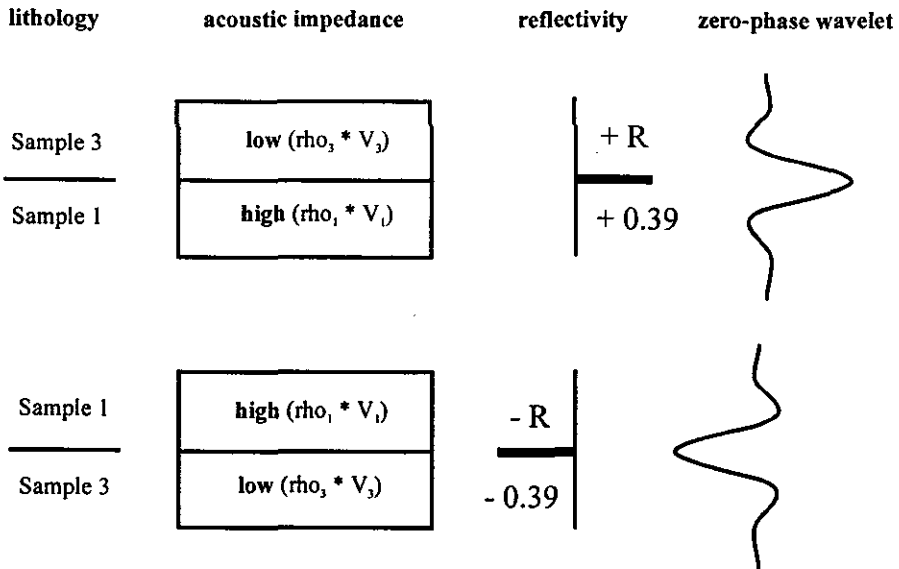 lithology acoustic impedance reflectivity zero-phase wavelet
Sample 3
low (rho₃ * V₃)
+ R
Sample 1
high (rho₁ * V₁)
+ 0.39
Sample 1
high (rho₁ * V₁)
- R
Sample 3
low (rho₃ * V₃)
- 0.39